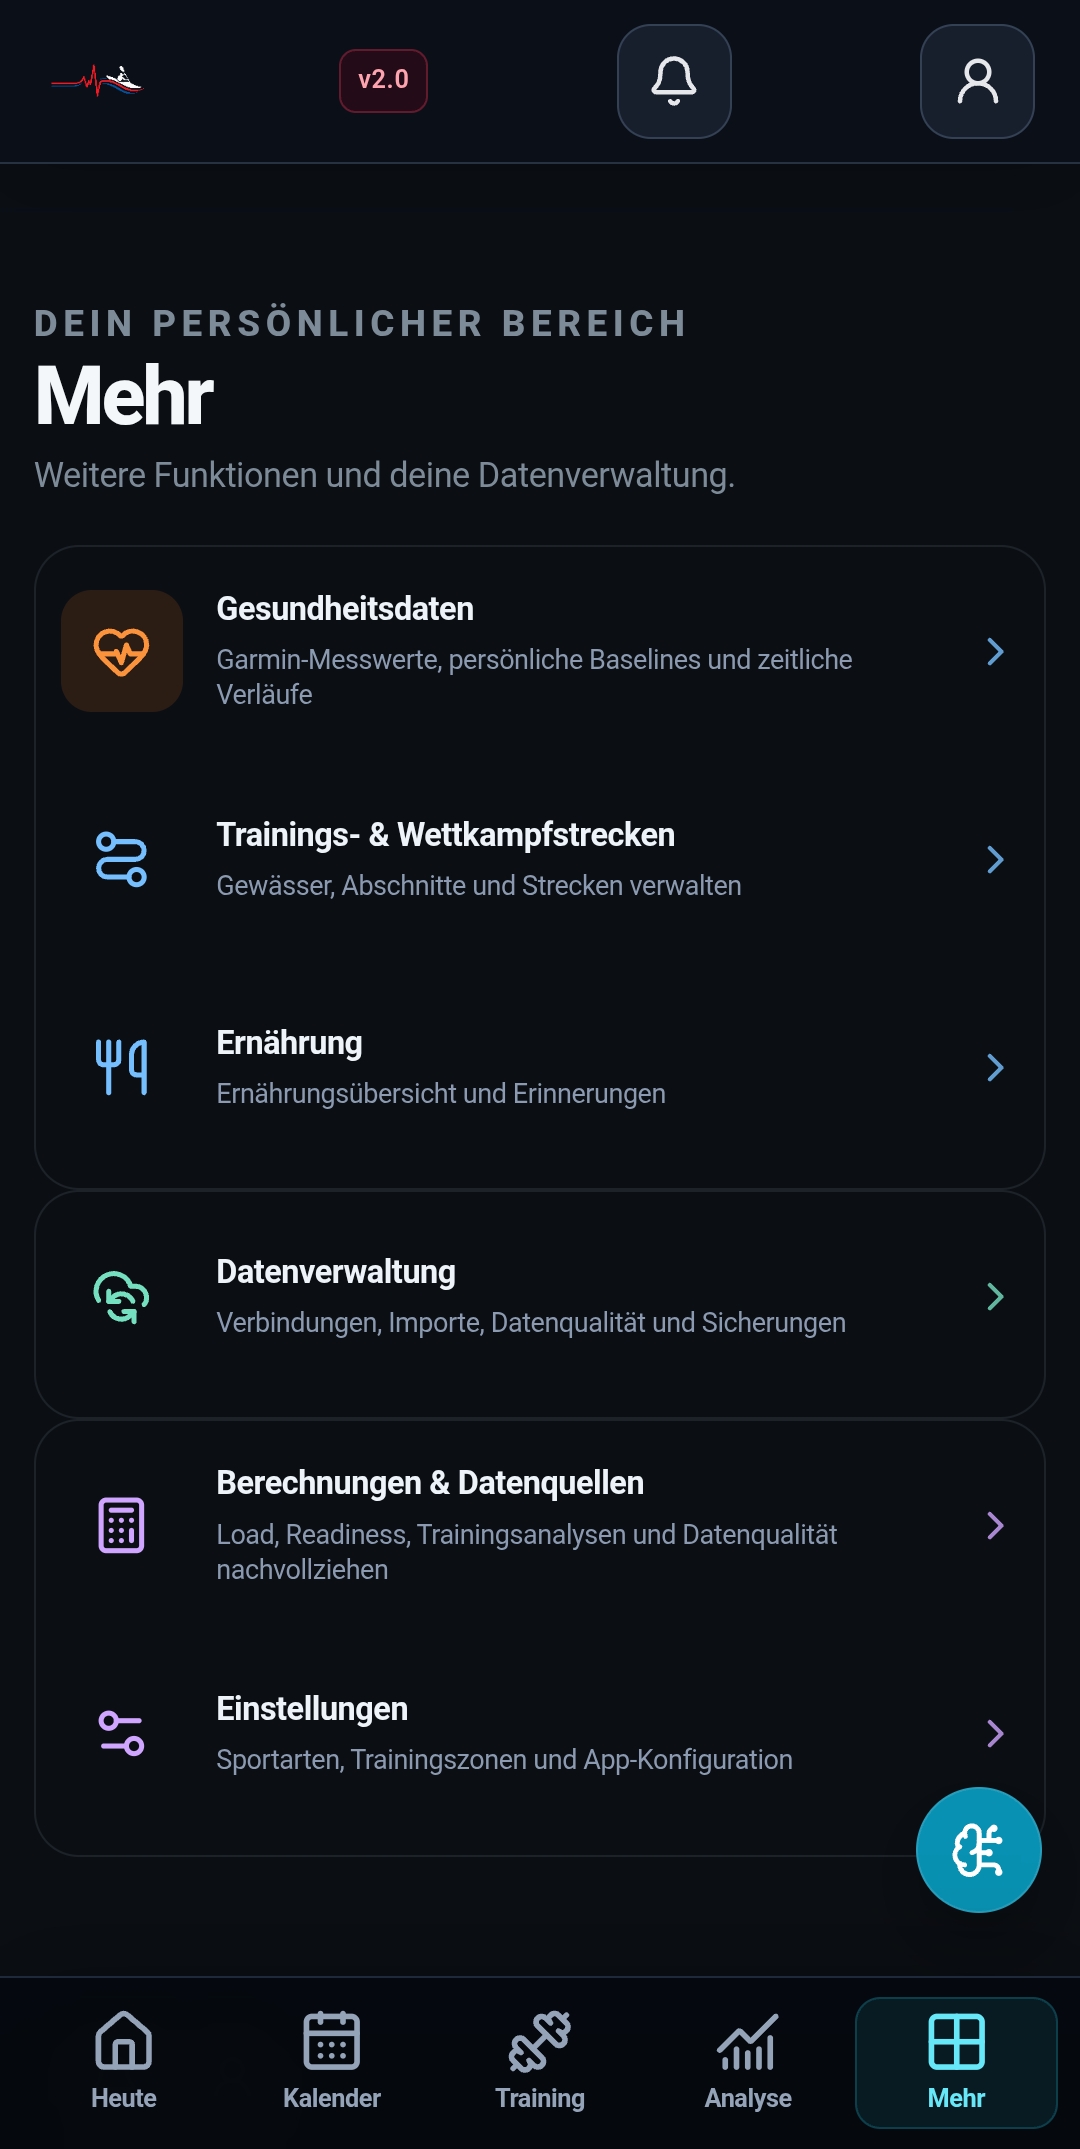 v2.0
DEIN PERSÖNLICHER BEREICH
Mehr
Weitere Funktionen und deine Datenverwaltung.
Gesundheitsdaten
Garmin-Messwerte, persönliche Baselines und zeitliche
Verläufe
Trainings- & Wettkampfstrecken
Gewässer, Abschnitte und Strecken verwalten
Ernährung
Ernährungsübersicht und Erinnerungen
Datenverwaltung
Verbindungen, Importe, Datenqualität und Sicherungen
Berechnungen & Datenquellen
Load, Readiness, Trainingsanalysen und Datenqualität
nachvollziehen
Einstellungen
Sportarten, Trainingszonen und App-Konfiguration
Heute
Kalender
Training
Analyse
Mehr